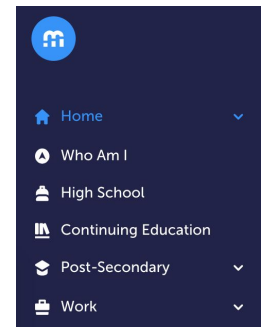 m
Home
Who Am I
High School
Continuing Education
Post-Secondary
Work